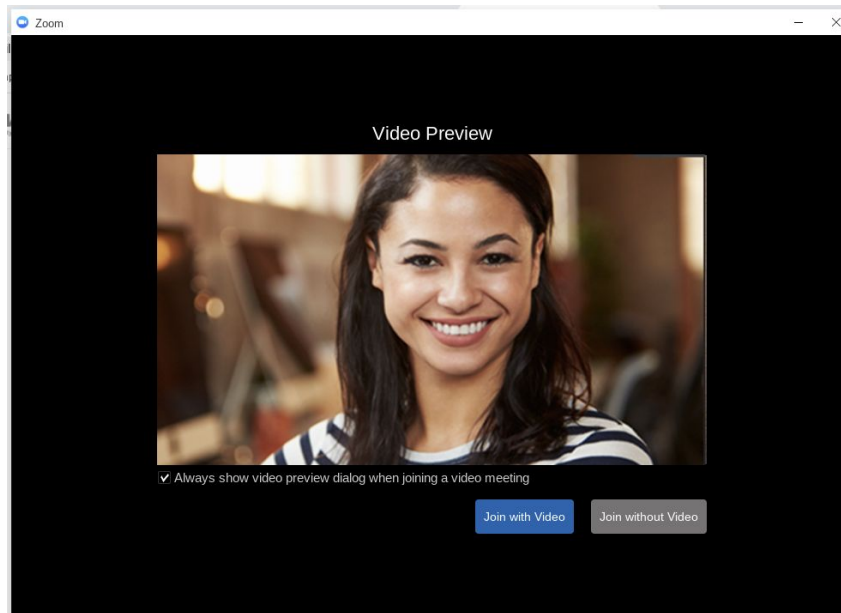 Zoom
Video Preview
Always show video preview dialog when joining a video meeting
Join with Video
Join without Video